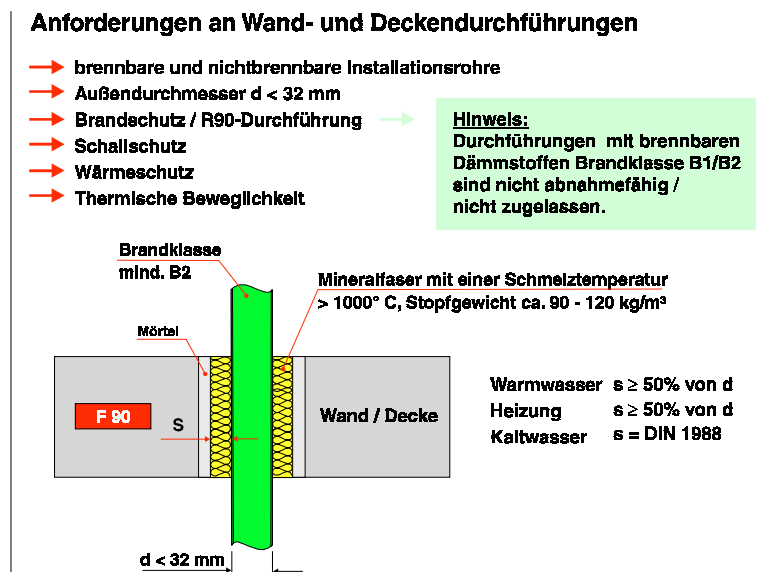 Anforderungen an Wand- und Deckendurchführungen
brennbare und nichtbrennbare Installationsrohre
Außendurchmesser d < 32 mm
Brandschutz / R90-Durchführung
Schallschutz
Wärmeschutz
Thermische Beweglichkeit
Hinweis:
Durchführungen mit brennbaren
Dämmstoffen Brandklasse B1/B2
sind nicht abnahmefähig /
nicht zugelassen.
Brandklasse
mind. B2
Mineralfaser mit einer Schmelztemperatur
> 1000° C, Stopfgewicht ca. 90 - 120 kg/m³
Mörtel
F 90
S
Wand / Decke
Warmwasser s ≥ 50% von d
Heizung s ≥ 50% von d
Kaltwasser s = DIN 1988
d < 32 mm